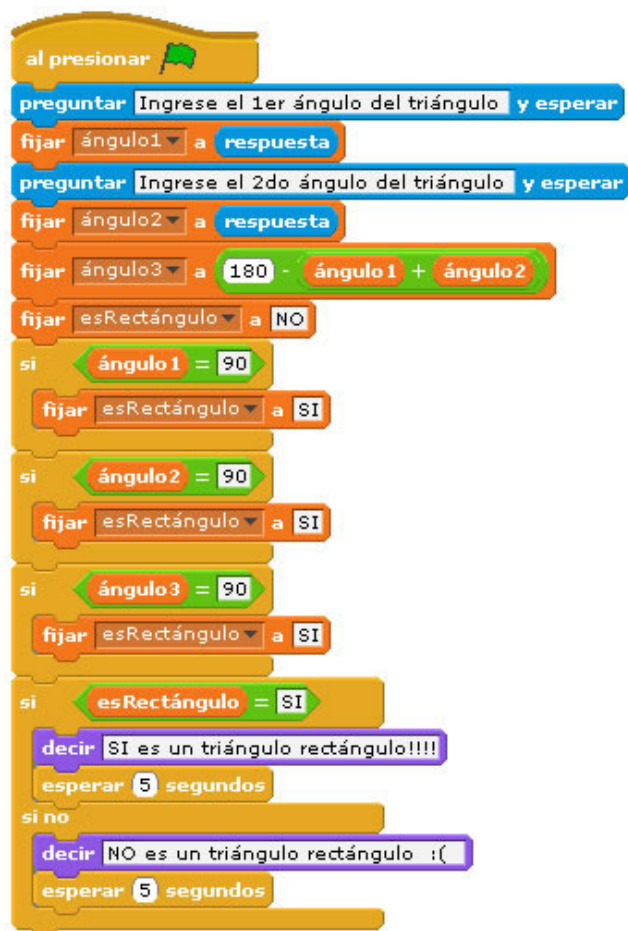 al presionar
preguntar Ingrese el 1er ángulo del triángulo y esperar
fijar ángulo1 a respuesta
preguntar Ingrese el 2do ángulo del triángulo y esperar
fijar ángulo2 a respuesta
fijar ángulo3 a 180 - ángulo1 + ángulo2
fijar esRectángulo a NO
si ángulo1 = 90
fijar esRectángulo a SI
si ángulo2 = 90
fijar esRectángulo a SI
si ángulo3 = 90
fijar esRectángulo a SI
si esRectángulo = SI
decir SI es un triángulo rectángulo!!!!
esperar 5 segundos
si no
decir NO es un triángulo rectángulo :(
esperar 5 segundos